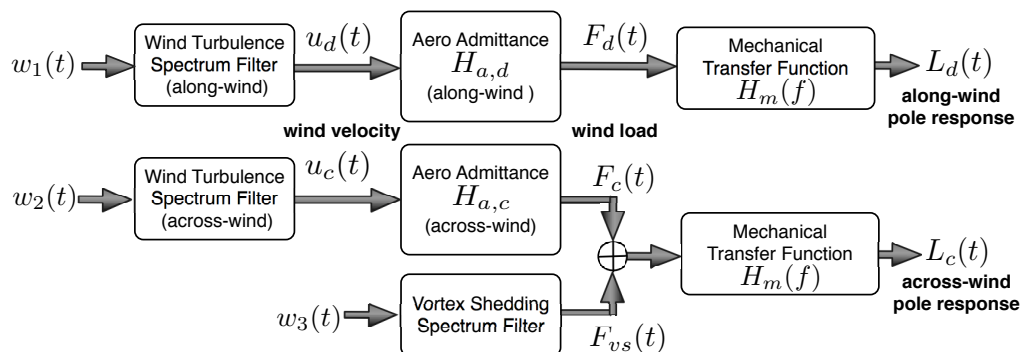 w₁(t)
Wind Turbulence
Spectrum Filter
(along-wind)
u_d(t)
Aero Admittance
H_{a,d}
(along-wind )
F_d(t)
Mechanical
Transfer Function
H_m(f)
L_d(t)
along-wind
pole response
wind velocity
wind load
w₂(t)
Wind Turbulence
Spectrum Filter
(across-wind)
u_c(t)
Aero Admittance
H_{a,c}
(across-wind)
F_c(t)
Mechanical
Transfer Function
H_m(f)
L_c(t)
across-wind
pole response
w₃(t)
Vortex Shedding
Spectrum Filter
F_{vs}(t)